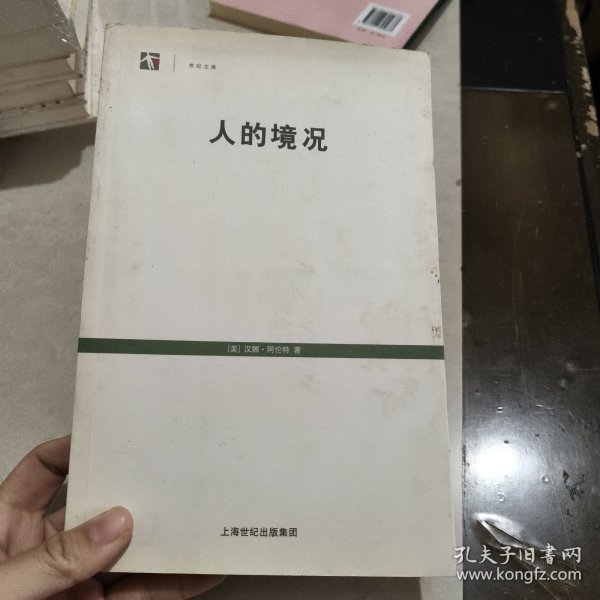 世纪文库
人的境况
[美] 汉娜·阿伦特 著
上海世纪出版集团
孔夫子旧书网
www.kongfz.com